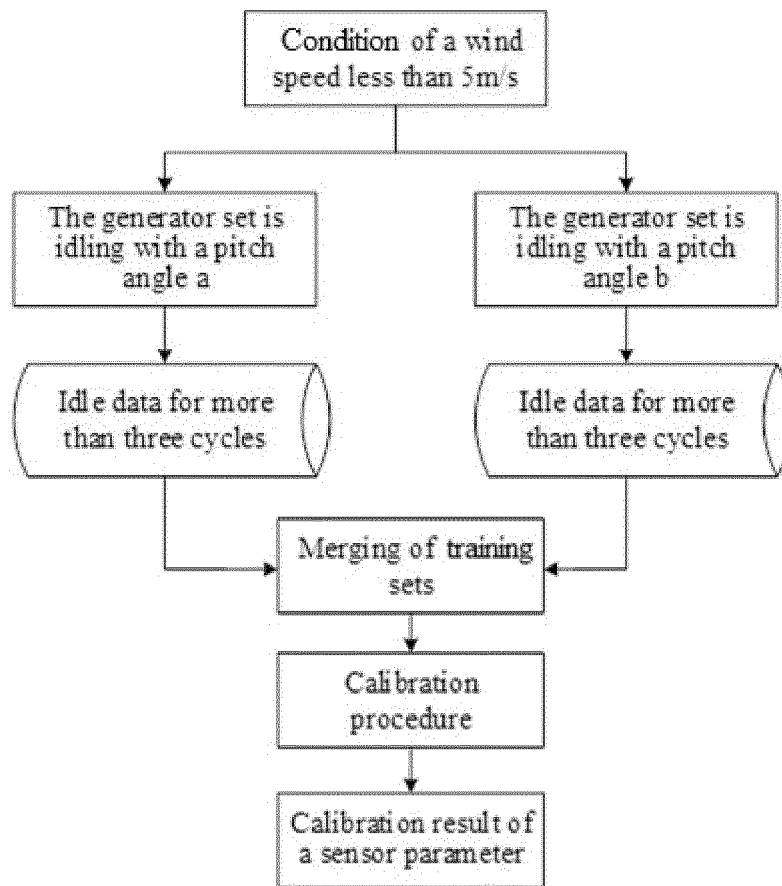 Condition of a wind
speed less than 5m/s
The generator set is
idling with a pitch
angle a
The generator set is
idling with a pitch
angle b
Idle data for more
than three cycles
Idle data for more
than three cycles
Merging of training
sets
Calibration
procedure
Calibration result of
a sensor parameter